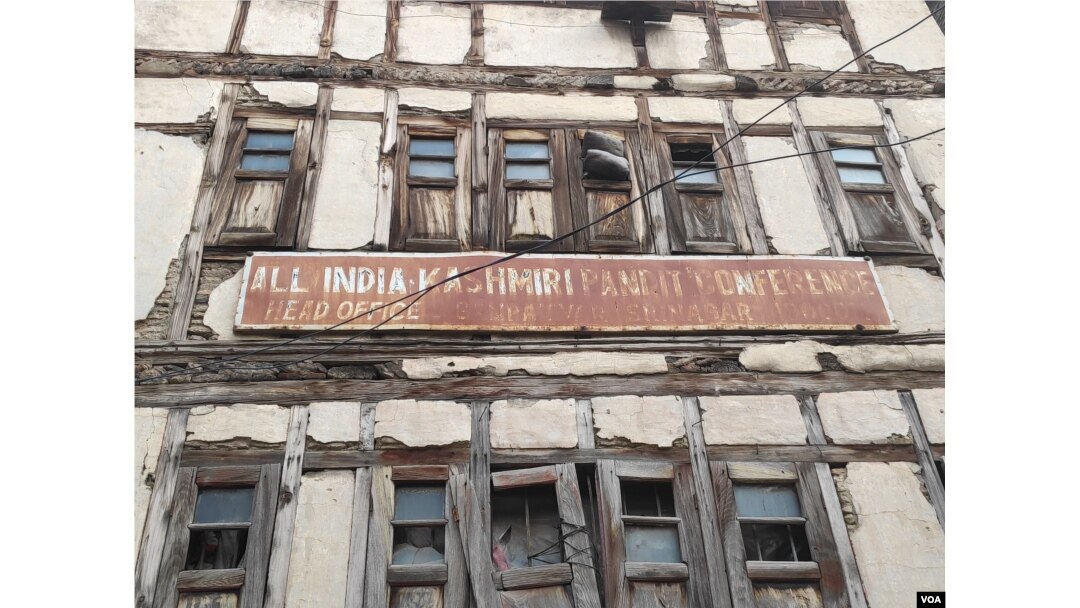 ALL INDIA KASHMIRI PANDIT CONFERENCE
HEAD OFFICE SRINAGAR
VOA